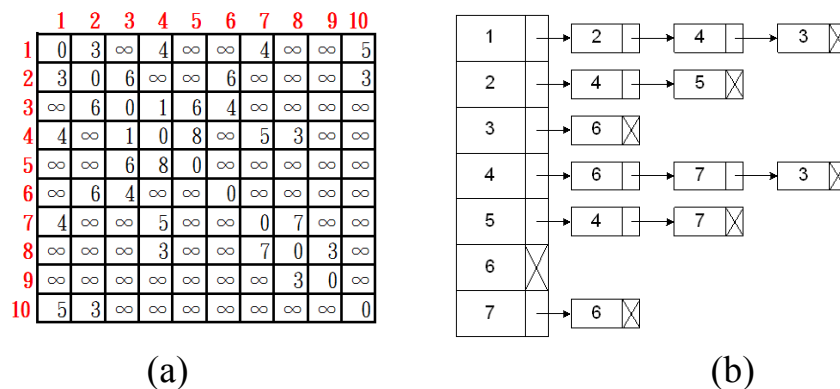 1 2 3 4 5 6 7 8 9 10
1 0 3 ∞ 4 ∞ ∞ 4 ∞ ∞ 5
2 3 0 6 ∞ ∞ 6 ∞ ∞ ∞ 3
3 ∞ 6 0 1 6 4 ∞ ∞ ∞ ∞
4 4 ∞ 1 0 8 ∞ 5 3 ∞ ∞
5 ∞ ∞ 6 8 0 ∞ ∞ ∞ ∞ ∞
6 ∞ 6 4 ∞ ∞ 0 ∞ ∞ ∞ ∞
7 4 ∞ ∞ 5 ∞ ∞ 0 7 ∞ ∞
8 ∞ ∞ ∞ 3 ∞ ∞ 7 0 3 ∞
9 ∞ ∞ ∞ ∞ ∞ ∞ ∞ 3 0 ∞
10 5 3 ∞ ∞ ∞ ∞ ∞ ∞ ∞ 0
(a)
1 2 4 3
2 4 5
3 6
4 6 7 3
5 4 7
6
7 6
(b)